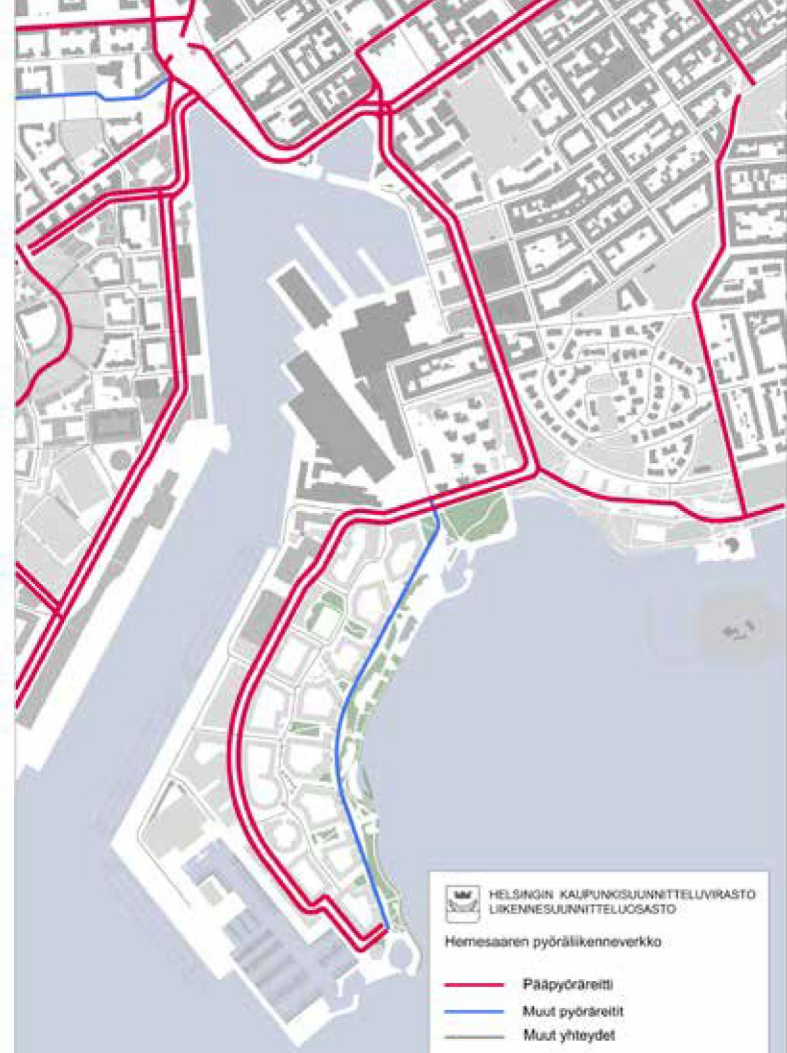 HELSINGIN KAUPUNKISUUNNITTELUVIRASTO
LIIKENNESUUNNITTELUOSASTO
Hernesaaren pyöräliikenneverkko
Pääpyöräreitti
Muut pyöräreitit
Muut yhteydet